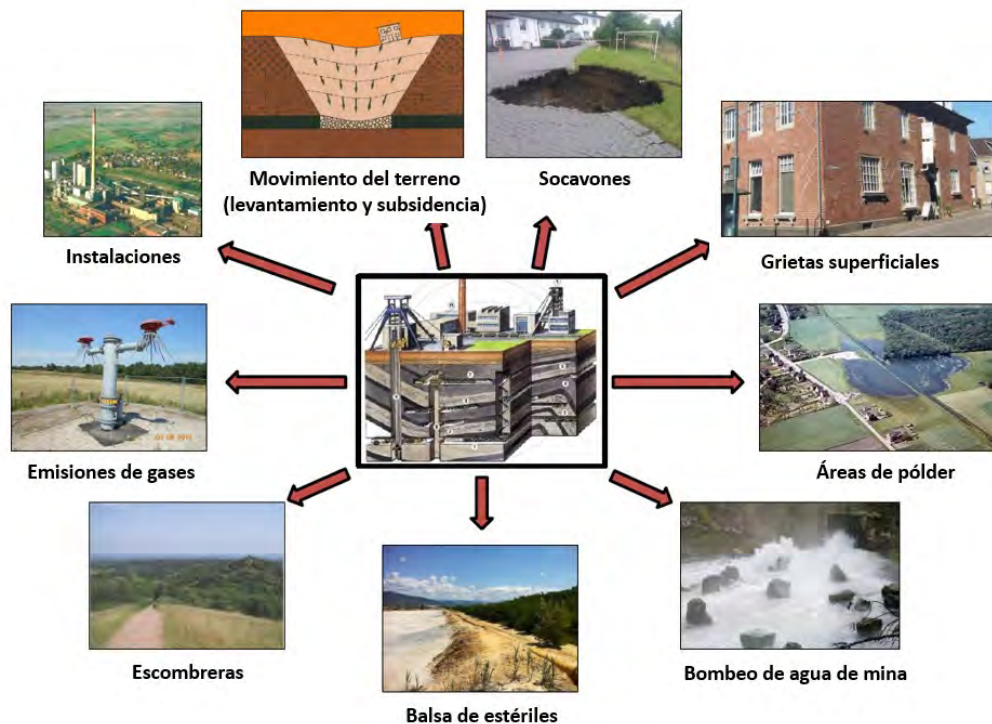 Movimiento del terreno
(levantamiento y subsidencia)
Socavones
Instalaciones
Grietas superficiales
Emisiones de gases
Áreas de pólder
Escombreras
Bombeo de agua de mina
Balsa de estériles